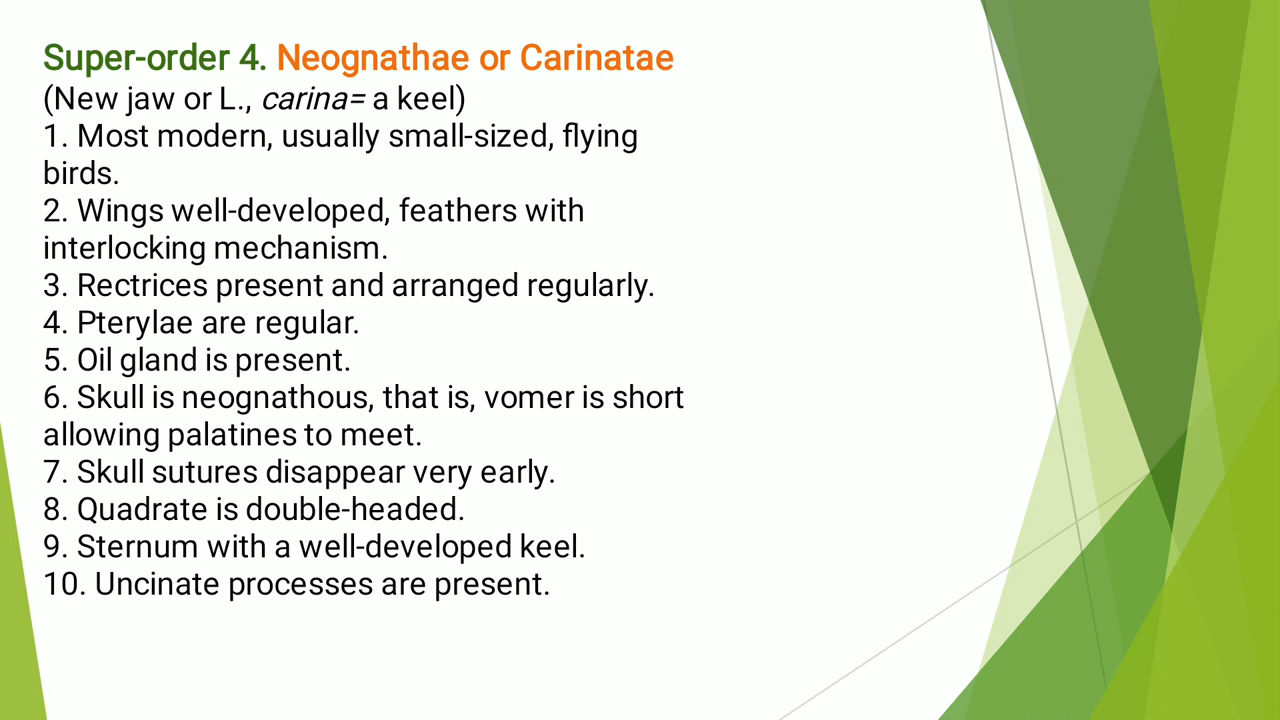 Super-order 4. Neognathae or Carinatae
(New jaw or L., carina= a keel)
1. Most modern, usually small-sized, flying
birds.
2. Wings well-developed, feathers with
interlocking mechanism.
3. Rectrices present and arranged regularly.
4. Pterylae are regular.
5. Oil gland is present.
6. Skull is neognathous, that is, vomer is short
allowing palatines to meet.
7. Skull sutures disappear very early.
8. Quadrate is double-headed.
9. Sternum with a well-developed keel.
10. Uncinate processes are present.